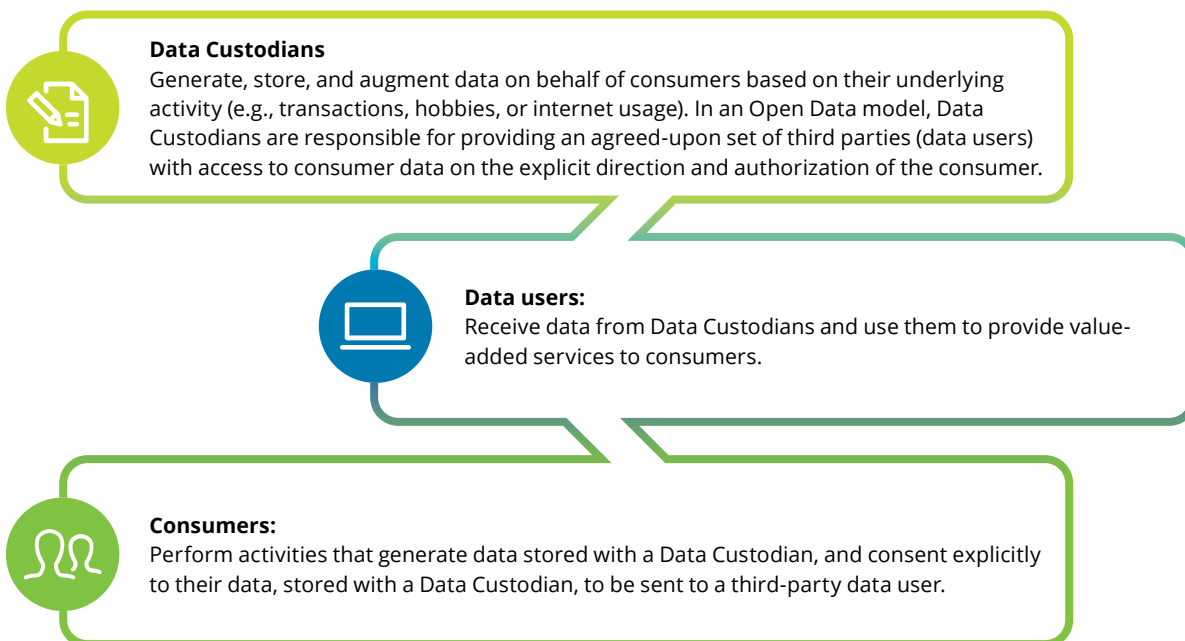 Data Custodians
Generate, store, and augment data on behalf of consumers based on their underlying
activity (e.g., transactions, hobbies, or internet usage). In an Open Data model, Data
Custodians are responsible for providing an agreed-upon set of third parties (data users)
with access to consumer data on the explicit direction and authorization of the consumer.
Data users:
Receive data from Data Custodians and use them to provide value-
added services to consumers.
Consumers:
Perform activities that generate data stored with a Data Custodian, and consent explicitly
to their data, stored with a Data Custodian, to be sent to a third-party data user.